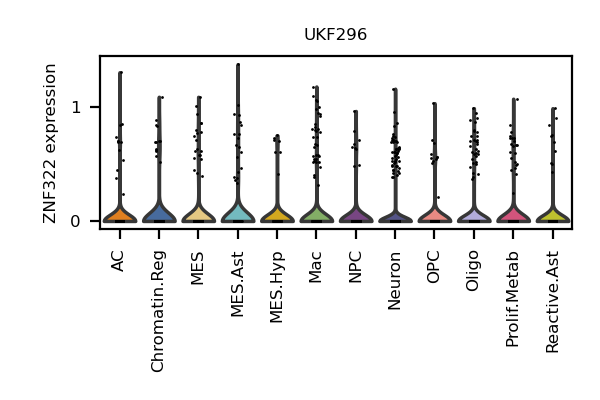 UKF296
ZNF322 expression
1
0
AC
Chromatin.Reg
MES
MES.Ast
MES.Hyp
Mac
NPC
Neuron
OPC
Oligo
Prolif.Metab
Reactive.Ast